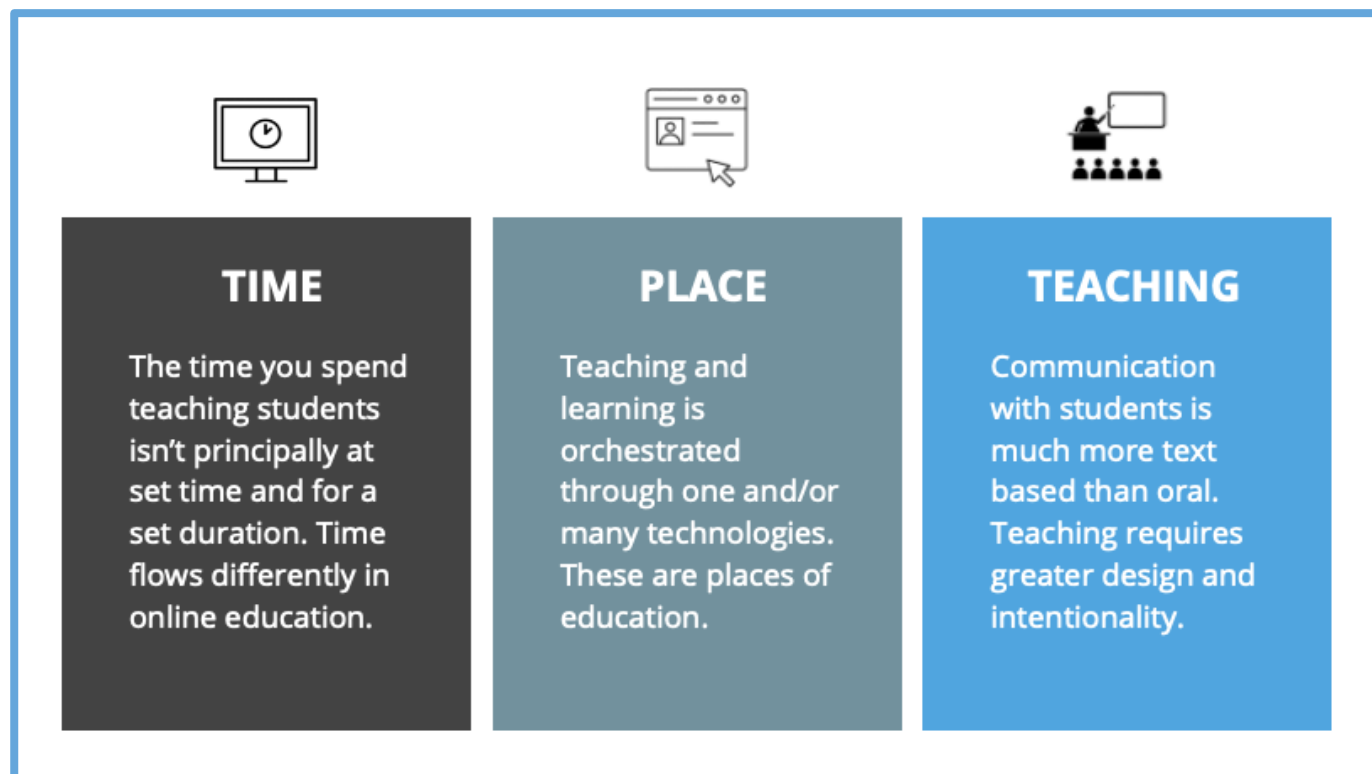 TIME
The time you spend
teaching students
isn’t principally at
set time and for a
set duration. Time
flows differently in
online education.
PLACE
Teaching and
learning is
orchestrated
through one and/or
many technologies.
These are places of
education.
TEACHING
Communication
with students is
much more text
based than oral.
Teaching requires
greater design and
intentionality.